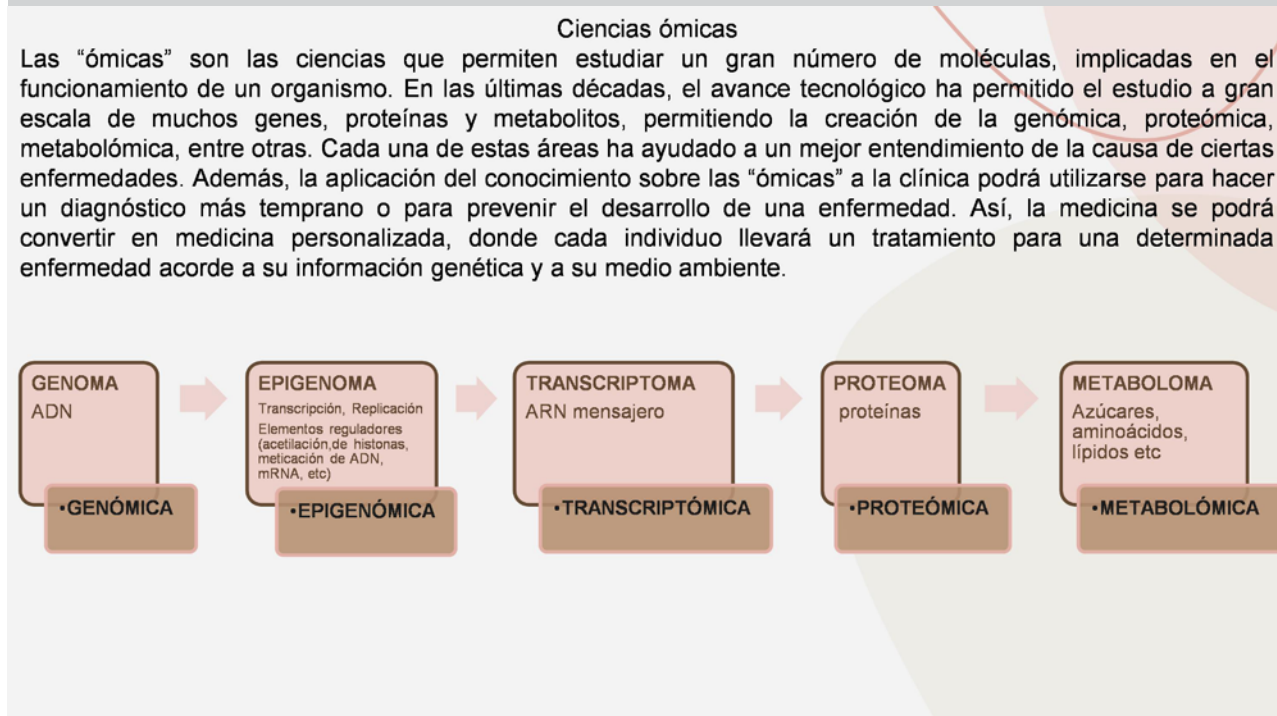 Ciencias ómicas
Las “ómicas” son las ciencias que permiten estudiar un gran número de moléculas, implicadas en el
funcionamiento de un organismo. En las últimas décadas, el avance tecnológico ha permitido el estudio a gran
escala de muchos genes, proteínas y metabolitos, permitiendo la creación de la genómica, proteómica,
metabolómica, entre otras. Cada una de estas áreas ha ayudado a un mejor entendimiento de la causa de ciertas
enfermedades. Además, la aplicación del conocimiento sobre las “ómicas” a la clínica podrá utilizarse para hacer
un diagnóstico más temprano o para prevenir el desarrollo de una enfermedad. Así, la medicina se podrá
convertir en medicina personalizada, donde cada individuo llevará un tratamiento para una determinada
enfermedad acorde a su información genética y a su medio ambiente.
GENOMA
ADN
•GENÓMICA
EPIGENOMA
Transcripción, Replicación
Elementos reguladores
(acetilación,de histonas,
meticación de ADN,
mRNA, etc)
•EPIGENÓMICA
TRANSCRIPTOMA
ARN mensajero
•TRANSCRIPTÓMICA
PROTEOMA
proteínas
•PROTEÓMICA
METABOLOMA
Azúcares,
aminoácidos,
lípidos etc
•METABOLÓMICA